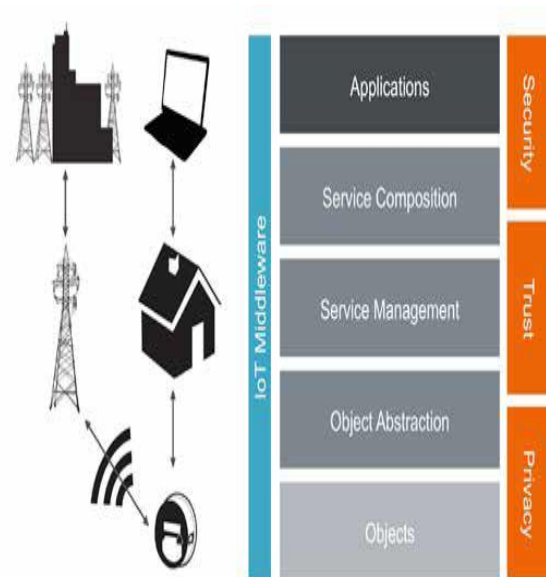 IoT Middleware
Applications
Service Composition
Service Management
Object Abstraction
Objects
Security
Trust
Privacy